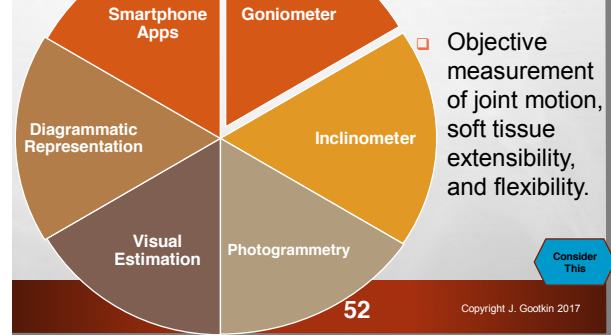 Smartphone
Apps
Goniometer
Diagrammatic
Representation
Inclinometer
Visual
Estimation
Photogrammetry
Objective
measurement
of joint motion,
soft tissue
extensibility,
and flexibility.
Consider
This
52
Copyright J. Gootkin 2017